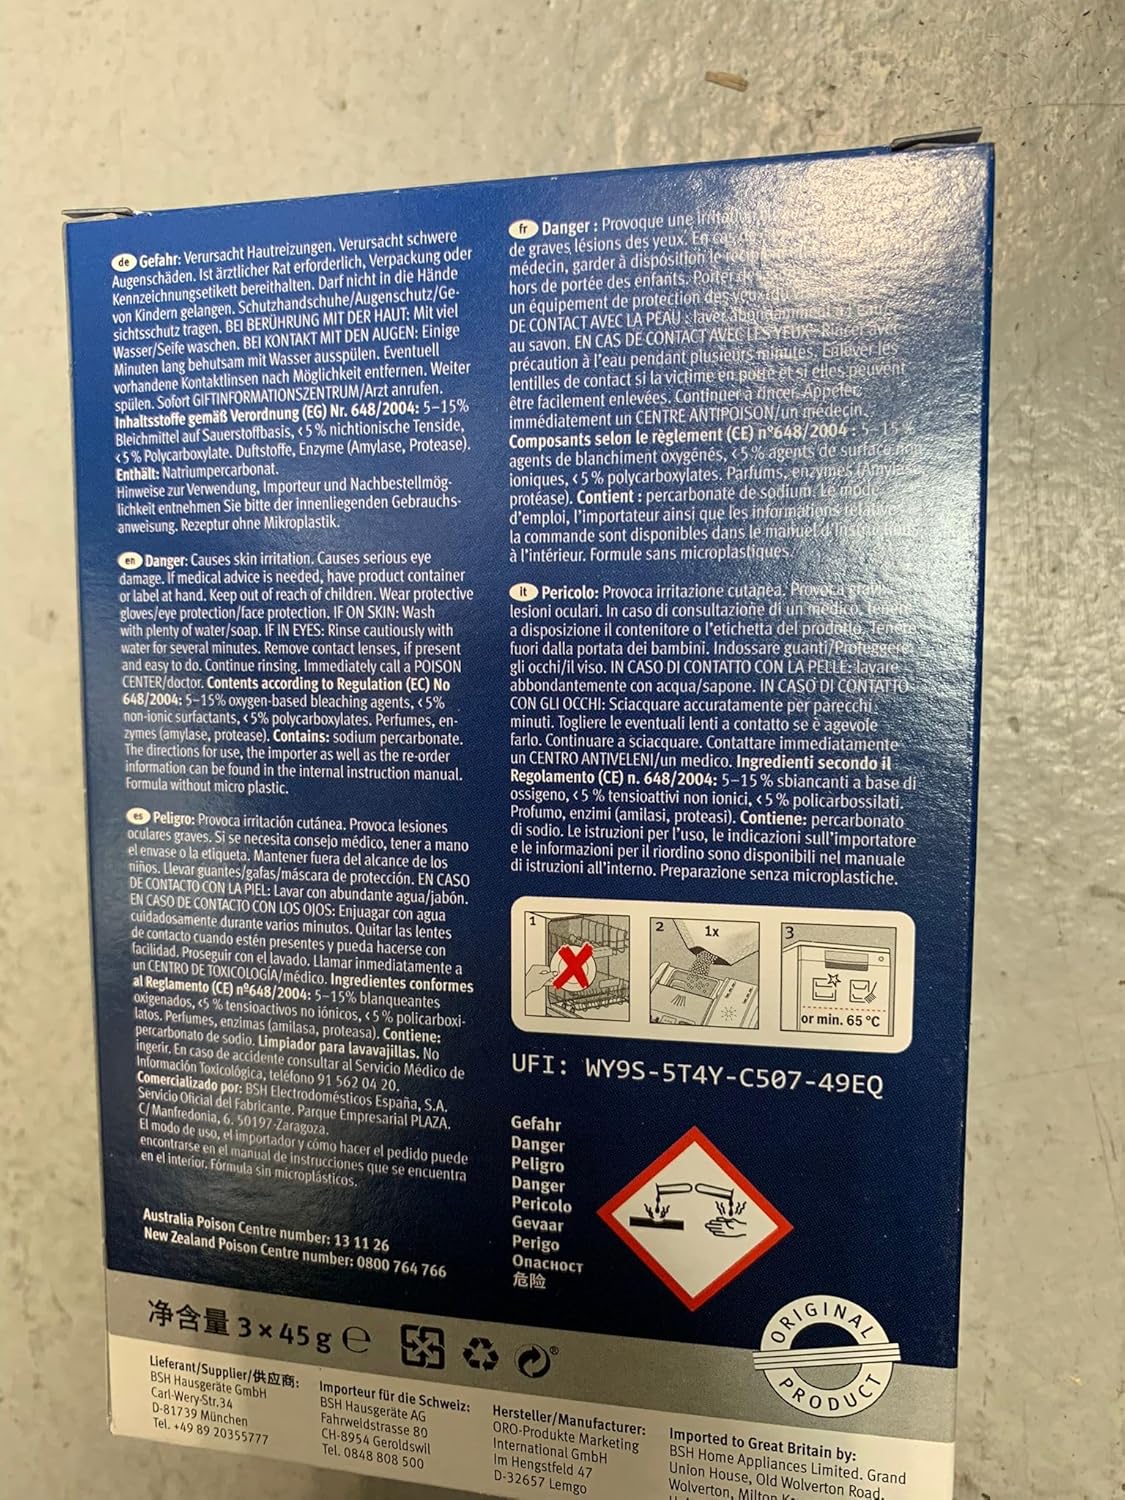 de Gefahr: Verursacht Hautreizungen. Verursacht schwere
Augenschäden. Ist ärztlicher Rat erforderlich, Verpackung oder
Kennzeichnungsetikett bereithalten. Darf nicht in die Hände
von Kindern gelangen. Schutzhandschuhe/Augenschutz/Ge-
sichtsschutz tragen. BEI BERÜHRUNG MIT DER HAUT: Mit viel
Wasser/Seife waschen. BEI KONTAKT MIT DEN AUGEN: Einige
Minuten lang behutsam mit Wasser ausspülen. Eventuell
vorhandene Kontaktlinsen nach Möglichkeit entfernen. Weiter
spülen. Sofort GIFTINFORMATIONSZENTRUM/Arzt anrufen.
Inhaltsstoffe gemäß Verordnung (EG) Nr. 648/2004: 5–15%
Bleichmittel auf Sauerstoffbasis, <5% nichtionische Tenside,
<5% Polycarboxylate. Duftstoffe, Enzyme (Amylase, Protease).
Enthält: Natriumpercarbonat.
Hinweise zur Verwendung, Importeur und Nachbestellmög-
lichkeit entnehmen Sie bitte der innenliegenden Gebrauchs-
anweisung. Rezeptur ohne Mikroplastik.
en Danger: Causes skin irritation. Causes serious eye
damage. If medical advice is needed, have product container
or label at hand. Keep out of reach of children. Wear protective
gloves/eye protection/face protection. IF ON SKIN: Wash
with plenty of water/soap. IF IN EYES: Rinse cautiously with
water for several minutes. Remove contact lenses, if present
and easy to do. Continue rinsing. Immediately call a POISON
CENTER/doctor. Contents according to Regulation (EC) No
648/2004: 5–15% oxygen-based bleaching agents, <5%
non-ionic surfactants, <5% polycarboxylates. Perfumes, en-
zymes (amylase, protease). Contains: sodium percarbonate.
The directions for use, the importer as well as the re-order
information can be found in the internal instruction manual.
Formula without micro plastic.
es Peligro: Provoca irritación cutánea. Provoca lesiones
oculares graves. Si se necesita consejo médico, tener a mano
el envase o la etiqueta. Mantener fuera del alcance de los
niños. Llevar guantes/gafas/máscara de protección. EN CASO
DE CONTACTO CON LA PIEL: Lavar con abundante agua/jabón.
EN CASO DE CONTACTO CON LOS OJOS: Enjuagar con agua
cuidadosamente durante varios minutos. Quitar las lentes
de contacto cuando estén presentes y pueda hacerse con
facilidad. Proseguir con el lavado. Llamar inmediatamente a
un CENTRO DE TOXICOLOGÍA/médico. Ingredientes conformes
al Reglamento (CE) nº648/2004: 5–15% blanqueantes
oxigenados, <5 % tensioactivos no iónicos, <5 % policarboxi-
latos. Perfumes, enzimas (amilasa, proteasa). Contiene:
percarbonato de sodio. Limpiador para lavavajillas. No
ingerir. En caso de accidente consultar al Servicio Médico de
Información Toxicológica, teléfono 91 562 04 20.
Comercializado por: BSH Electrodomésticos España, S.A.
Servicio Oficial del Fabricante. Parque Empresarial PLAZA.
C/Manfredonia, 6. 50197-Zaragoza.
El modo de uso, el importador y cómo hacer el pedido puede
encontrarse en el manual de instrucciones que se encuentra
en el interior. Fórmula sin microplásticos.
Australia Poison Centre number: 13 11 26
New Zealand Poison Centre number: 0800 764 766
fr Danger : Provoque une irritation
de graves lésions des yeux. En cas
médecin, garder à disposition le
hors de portée des enfants. Porter
un équipement de protection des yeux
DE CONTACT AVEC LA PEAU : laver abondamment à l'eau
au savon. EN CAS DE CONTACT AVEC LES YEUX : Rincer avec
précaution à l'eau pendant plusieurs minutes. Enlever les
lentilles de contact si la victime en porte et si elles peuvent
être facilement enlevées. Continuer à rincer. Appeler
immédiatement un CENTRE ANTIPOISON/un médecin.
Composants selon le règlement (CE) n°648/2004 : 5–15 %
agents de blanchiment oxygénés, <5% agents de surface non
ioniques, <5% polycarboxylates. Parfums, enzymes (Amylase,
protéase). Contient : percarbonate de sodium. Le mode
d'emploi, l'importateur ainsi que les informations
la commande sont disponibles dans le manuel
à l'intérieur. Formule sans microplastiques.
it Pericolo: Provoca irritazione cutanea. Provoca gravi
lesioni oculari. In caso di consultazione di un medico, tenere
a disposizione il contenitore o l'etichetta del prodotto. Tenere
fuori dalla portata dei bambini. Indossare guanti/Proteggere
gli occhi/il viso. IN CASO DI CONTATTO CON LA PELLE: lavare
abbondantemente con acqua/sapone. IN CASO DI CONTATTO
CON GLI OCCHI: Sciacquare accuratamente per parecchi
minuti. Togliere le eventuali lenti a contatto se è agevole
farlo. Continuare a sciacquare. Contattare immediatamente
un CENTRO ANTIVELENI/un medico. Ingredienti secondo il
Regolamento (CE) n. 648/2004: 5–15 % sbiancanti a base di
ossigeno, <5 % tensioattivi non ionici, <5 % policarbossilati.
Profumo, enzimi (amilasi, proteasi). Contiene: percarbonato
di sodio. Le istruzioni per l'uso, le indicazioni sull'importatore
e le informazioni per il riordino sono disponibili nel manuale
di istruzioni all'interno. Preparazione senza microplastiche.
1
2
1x
3
or min. 65 °C
UFI: WY9S-5T4Y-C507-49EQ
Gefahr
Danger
Peligro
Danger
Pericolo
Gevaar
Perigo
Опасност
危险
净含量 3 × 45 g ℮
ORIGINAL
PRODUCT
Lieferant/Supplier/供应商:
BSH Hausgeräte GmbH
Carl-Wery-Str.34
D-81739 München
Tel. +49 89 20355777
Importeur für die Schweiz:
BSH Hausgeräte AG
Fahrweidstrasse 80
CH-8954 Geroldswil
Tel. 0848 808 500
Hersteller/Manufacturer:
ORO-Produkte Marketing
International GmbH
Im Hengstfeld 47
D-32657 Lemgo
Imported to Great Britain by:
BSH Home Appliances Limited. Grand
Union House, Old Wolverton Road,
Wolverton, Milton